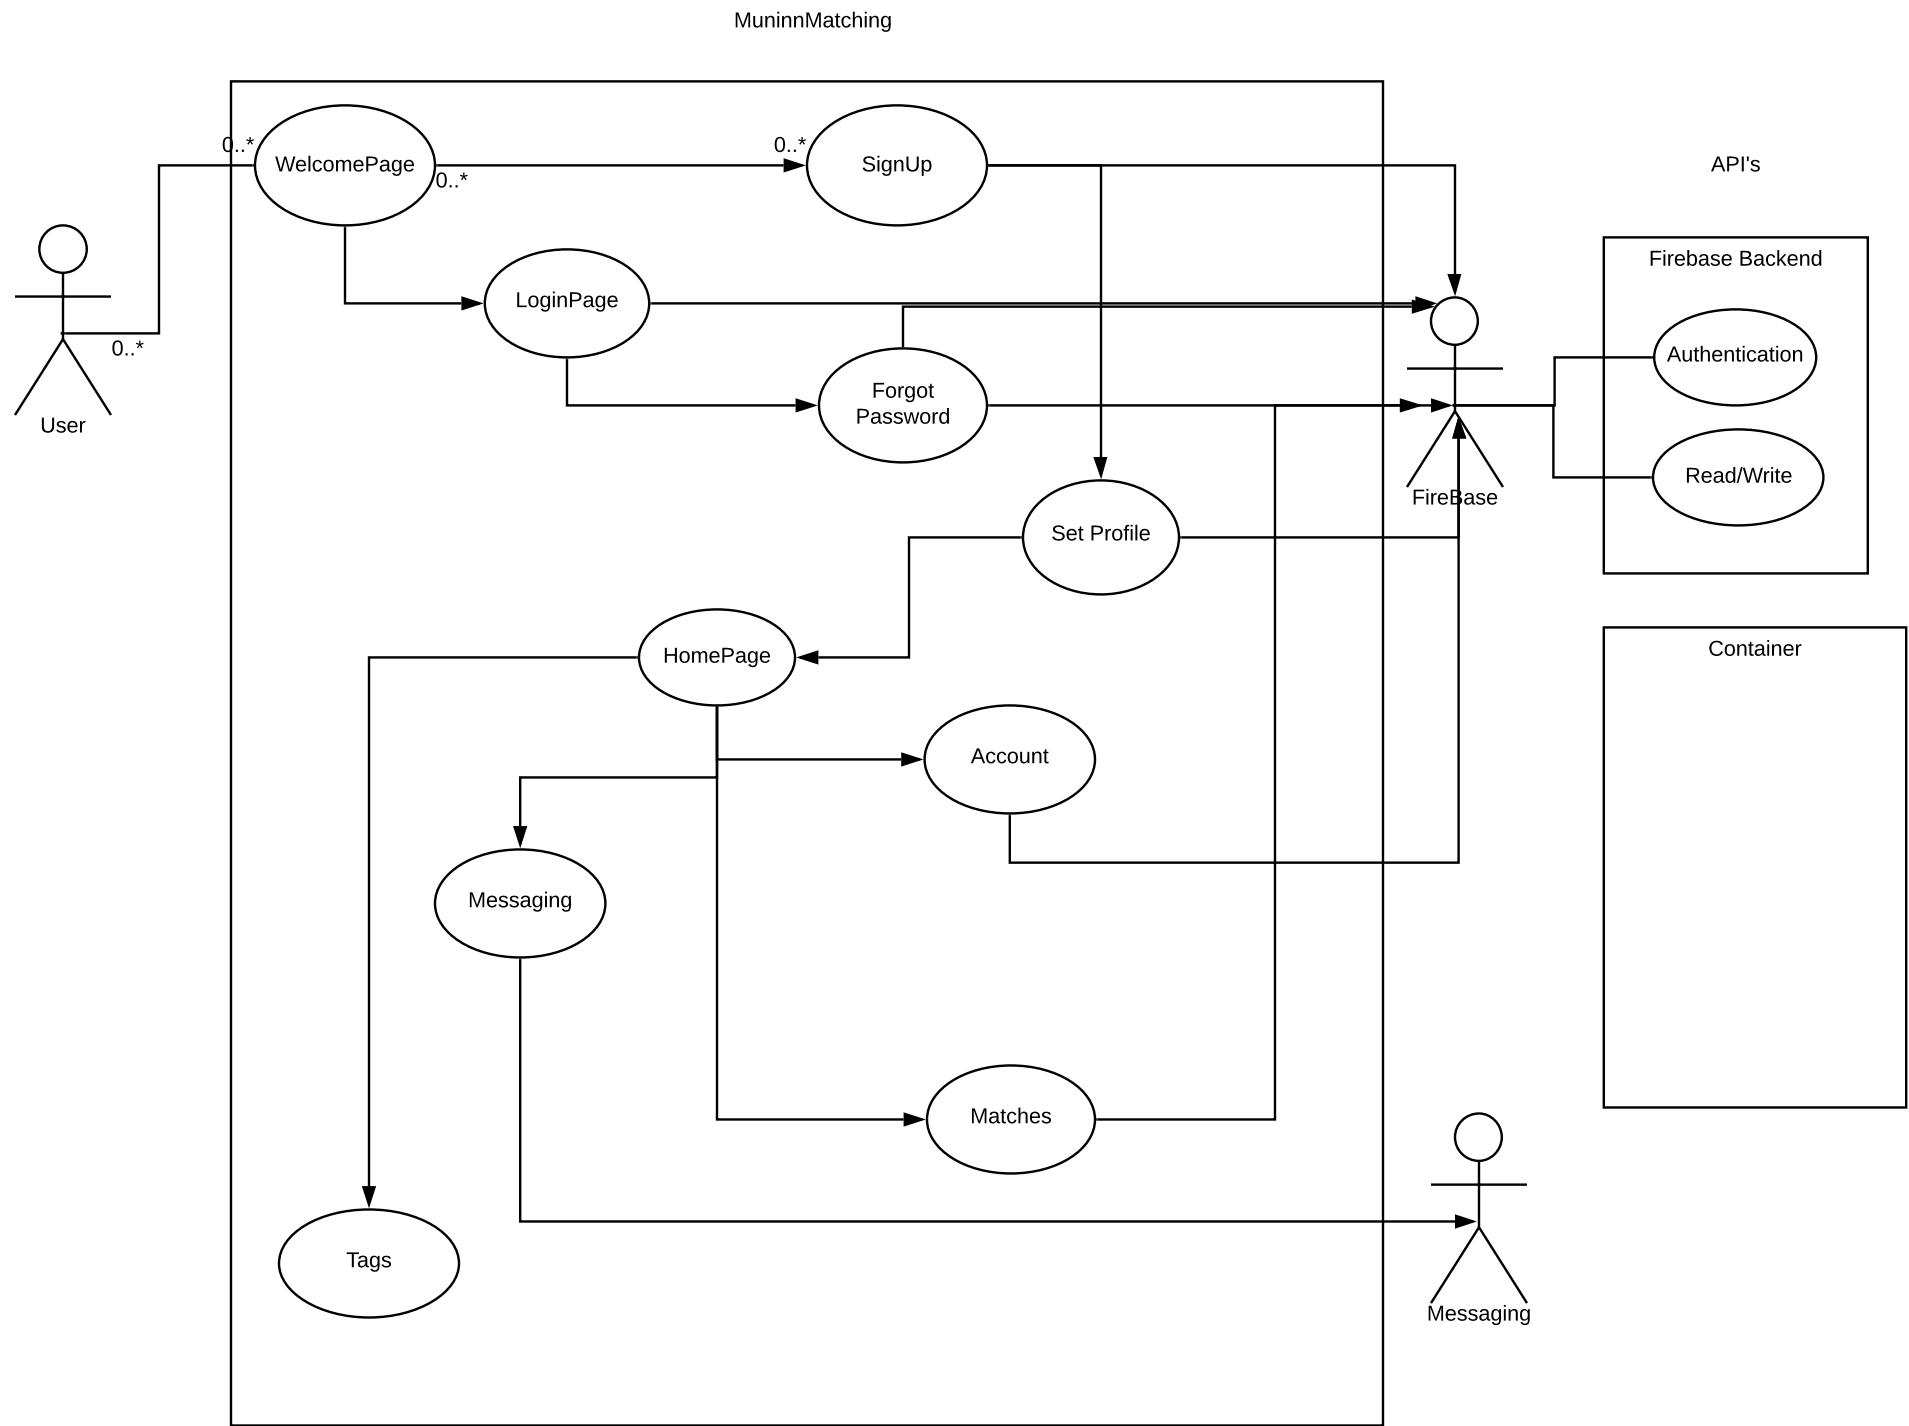 MuninnMatching
0..*
WelcomePage
0..*
0..*
SignUp
API's
Firebase Backend
LoginPage
User
0..*
Forgot
Password
Authentication
Read/Write
FireBase
Set Profile
HomePage
Container
Account
Messaging
Matches
Tags
Messaging